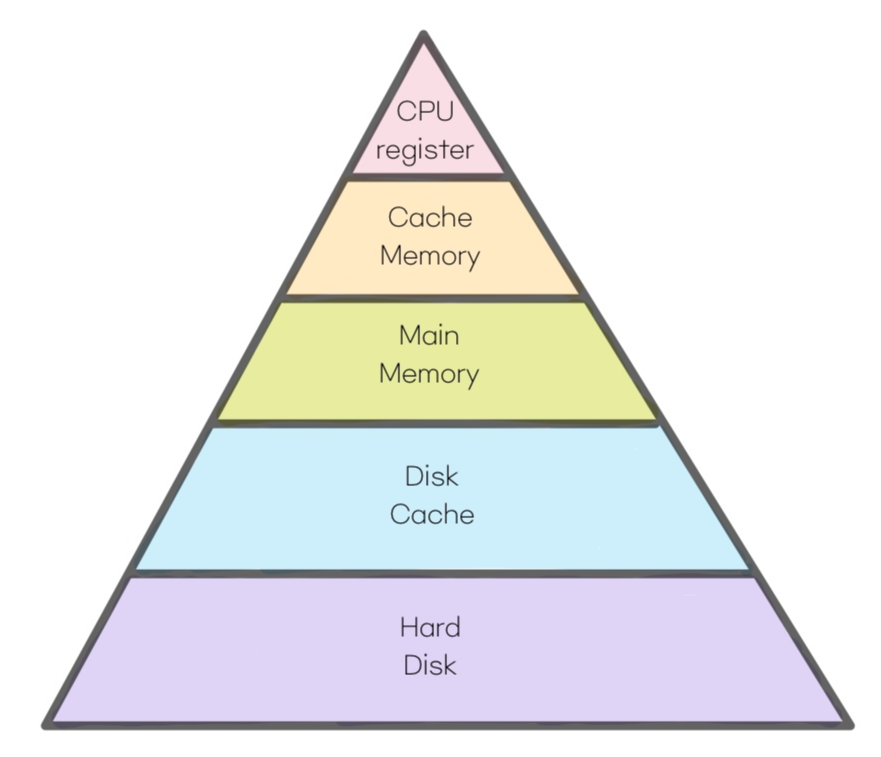 CPU
register
Cache
Memory
Main
Memory
Disk
Cache
Hard
Disk